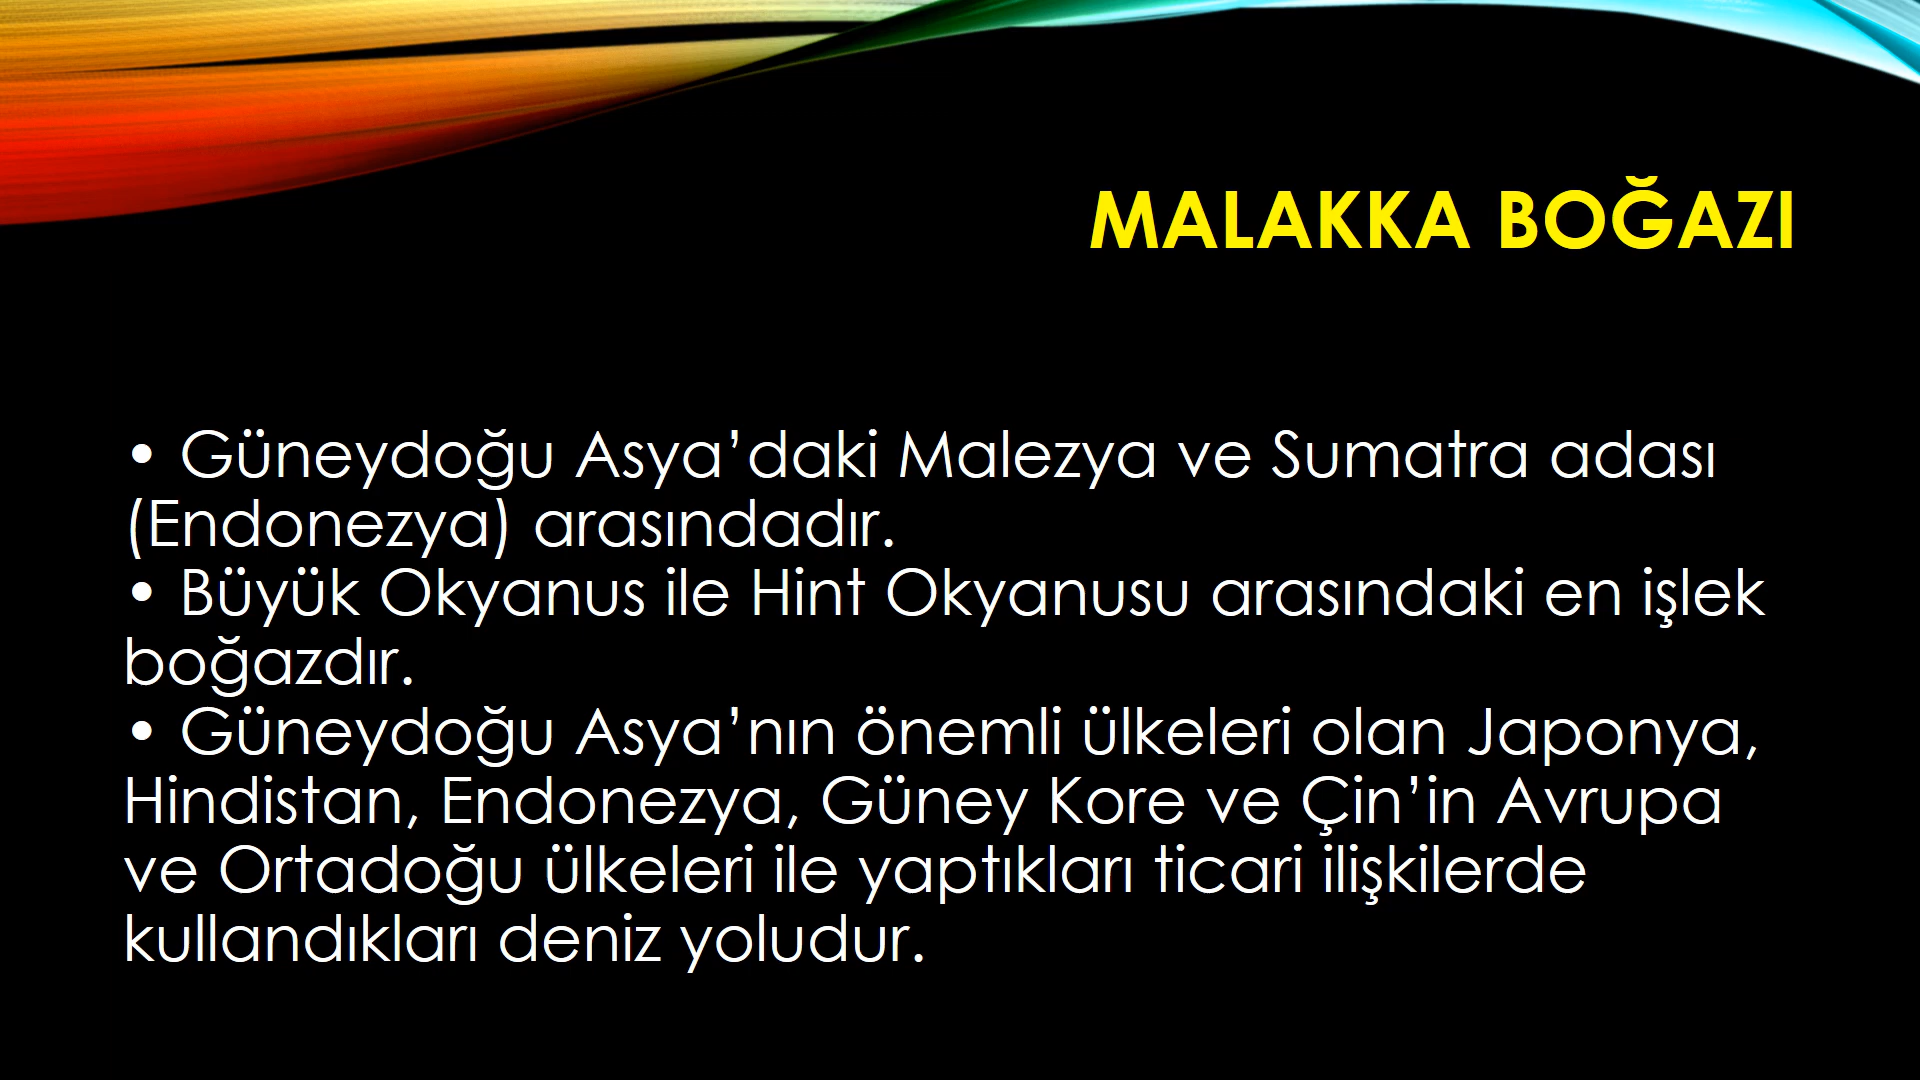 MALAKKA BOĞAZI
• Güneydoğu Asya’daki Malezya ve Sumatra adası
(Endonezya) arasındadır.
• Büyük Okyanus ile Hint Okyanusu arasındaki en işlek
boğazdır.
• Güneydoğu Asya’nın önemli ülkeleri olan Japonya,
Hindistan, Endonezya, Güney Kore ve Çin’in Avrupa
ve Ortadoğu ülkeleri ile yaptıkları ticari ilişkilerde
kullandıkları deniz yoludur.